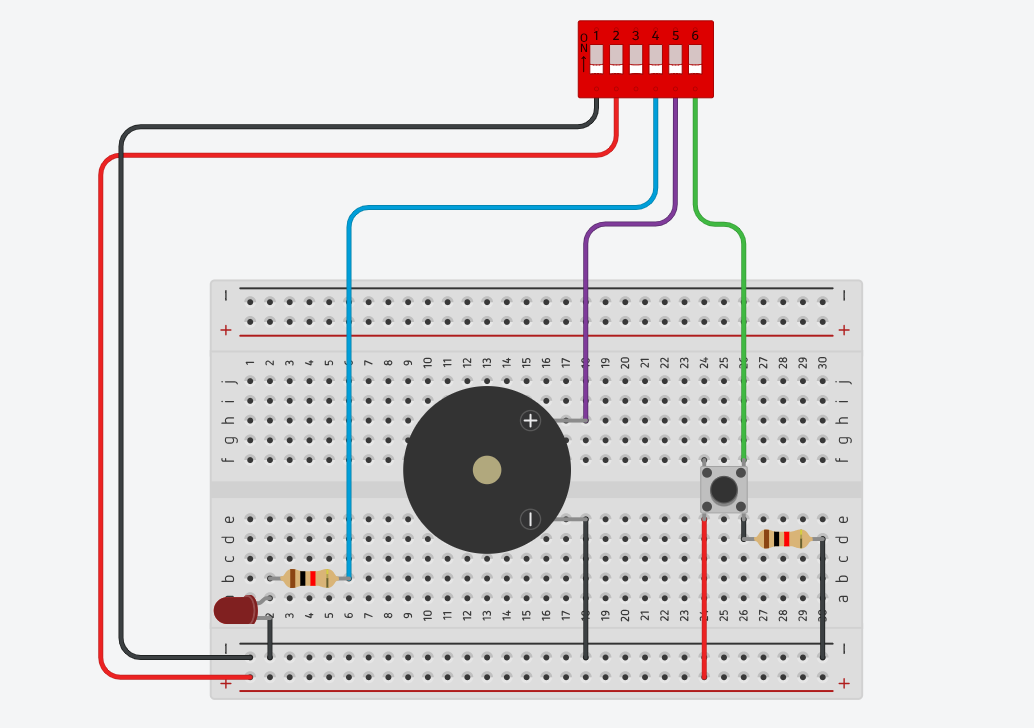 ON
1 2 3 4 5 6
− −
+ +
1 2 3 4 5 6 7 8 9 10 11 12 13 14 15 16 17 18 19 20 21 22 23 24 25 26 27 28 29 30
j j
i i
h h
+
g g
f f
e e
−
d d
c c
b b
a a
2 3 4 5 6 7 8 9 10 11 12 13 14 15 16 17 18 19 20 21 22 23 24 25 26 27 28 29 30
− −
+ +